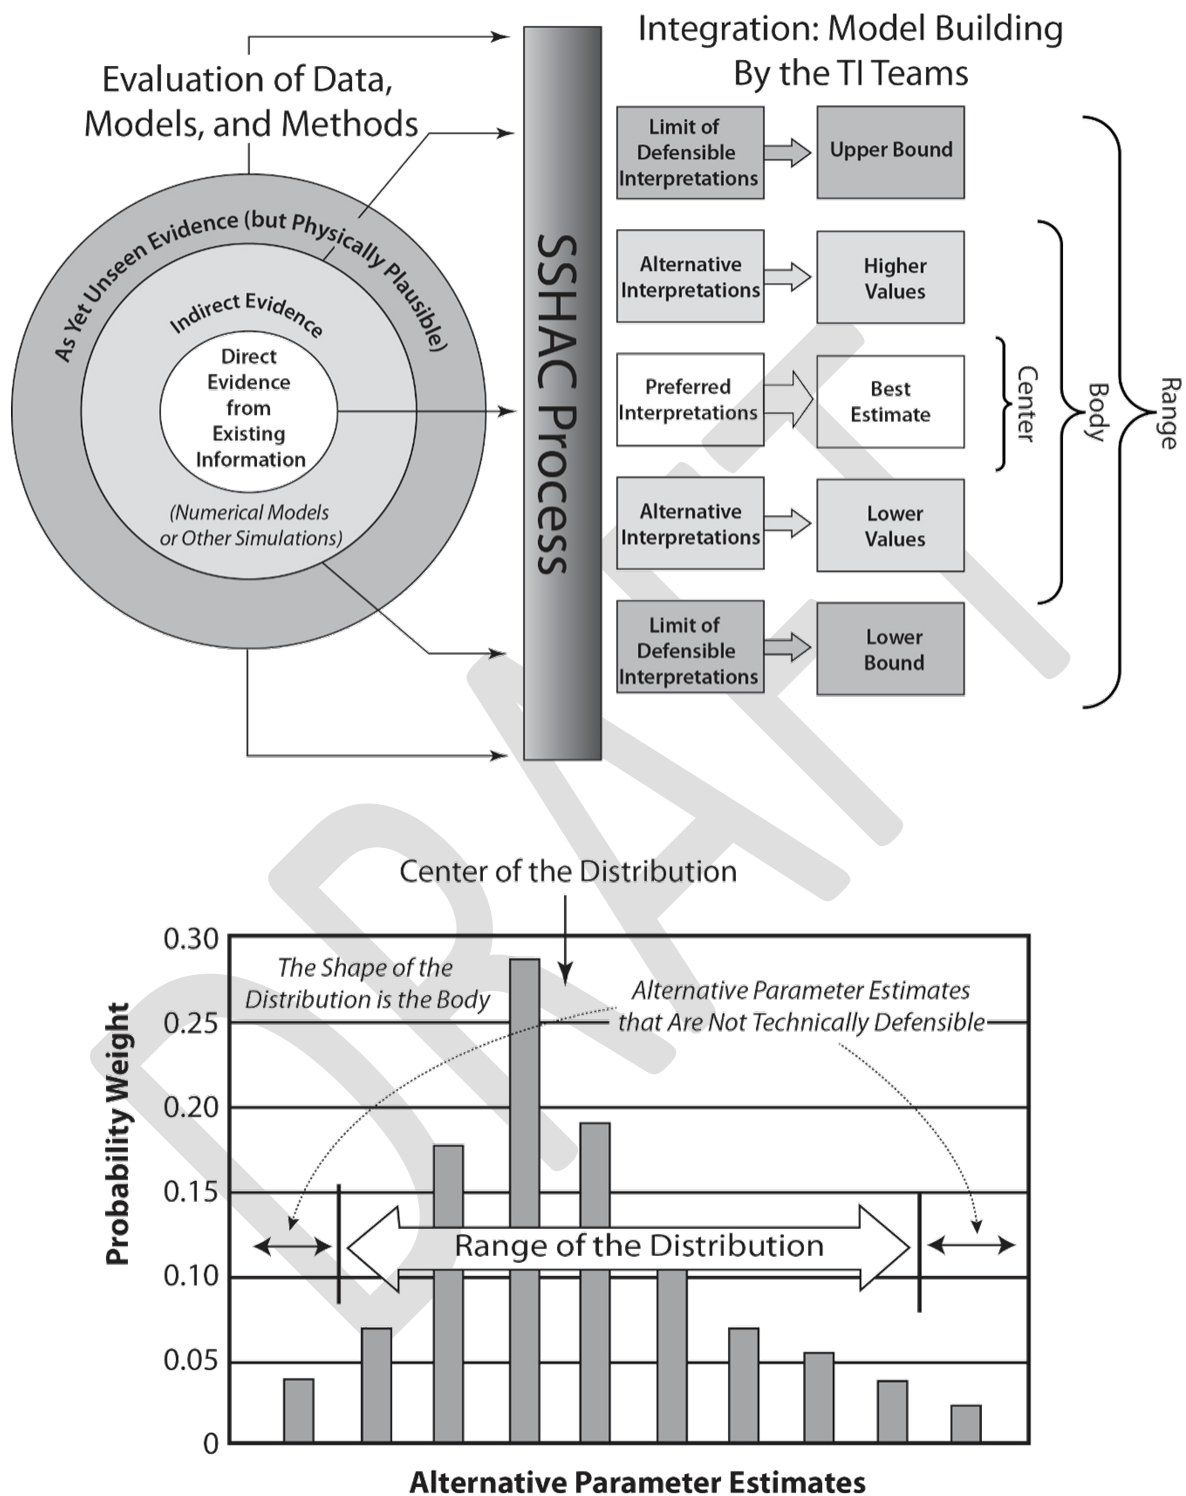 Integration: Model Building
By the TI Teams
Evaluation of Data,
Models, and Methods
As Yet Unseen Evidence (but Physically Plausible)
Indirect Evidence
Direct
Evidence
from
Existing
Information
(Numerical Models
or Other Simulations)
SSHAC Process
Limit of
Defensible
Interpretations
Upper Bound
Alternative
Interpretations
Higher
Values
Preferred
Interpretations
Best
Estimate
Alternative
Interpretations
Lower
Values
Limit of
Defensible
Interpretations
Lower
Bound
Center
Body
Range
DRAFT
Center of the Distribution
0.30
0.25
0.20
0.15
0.10
0.05
0
Probability Weight
The Shape of the
Distribution is the Body
Alternative Parameter Estimates
that Are Not Technically Defensible
Range of the Distribution
Alternative Parameter Estimates